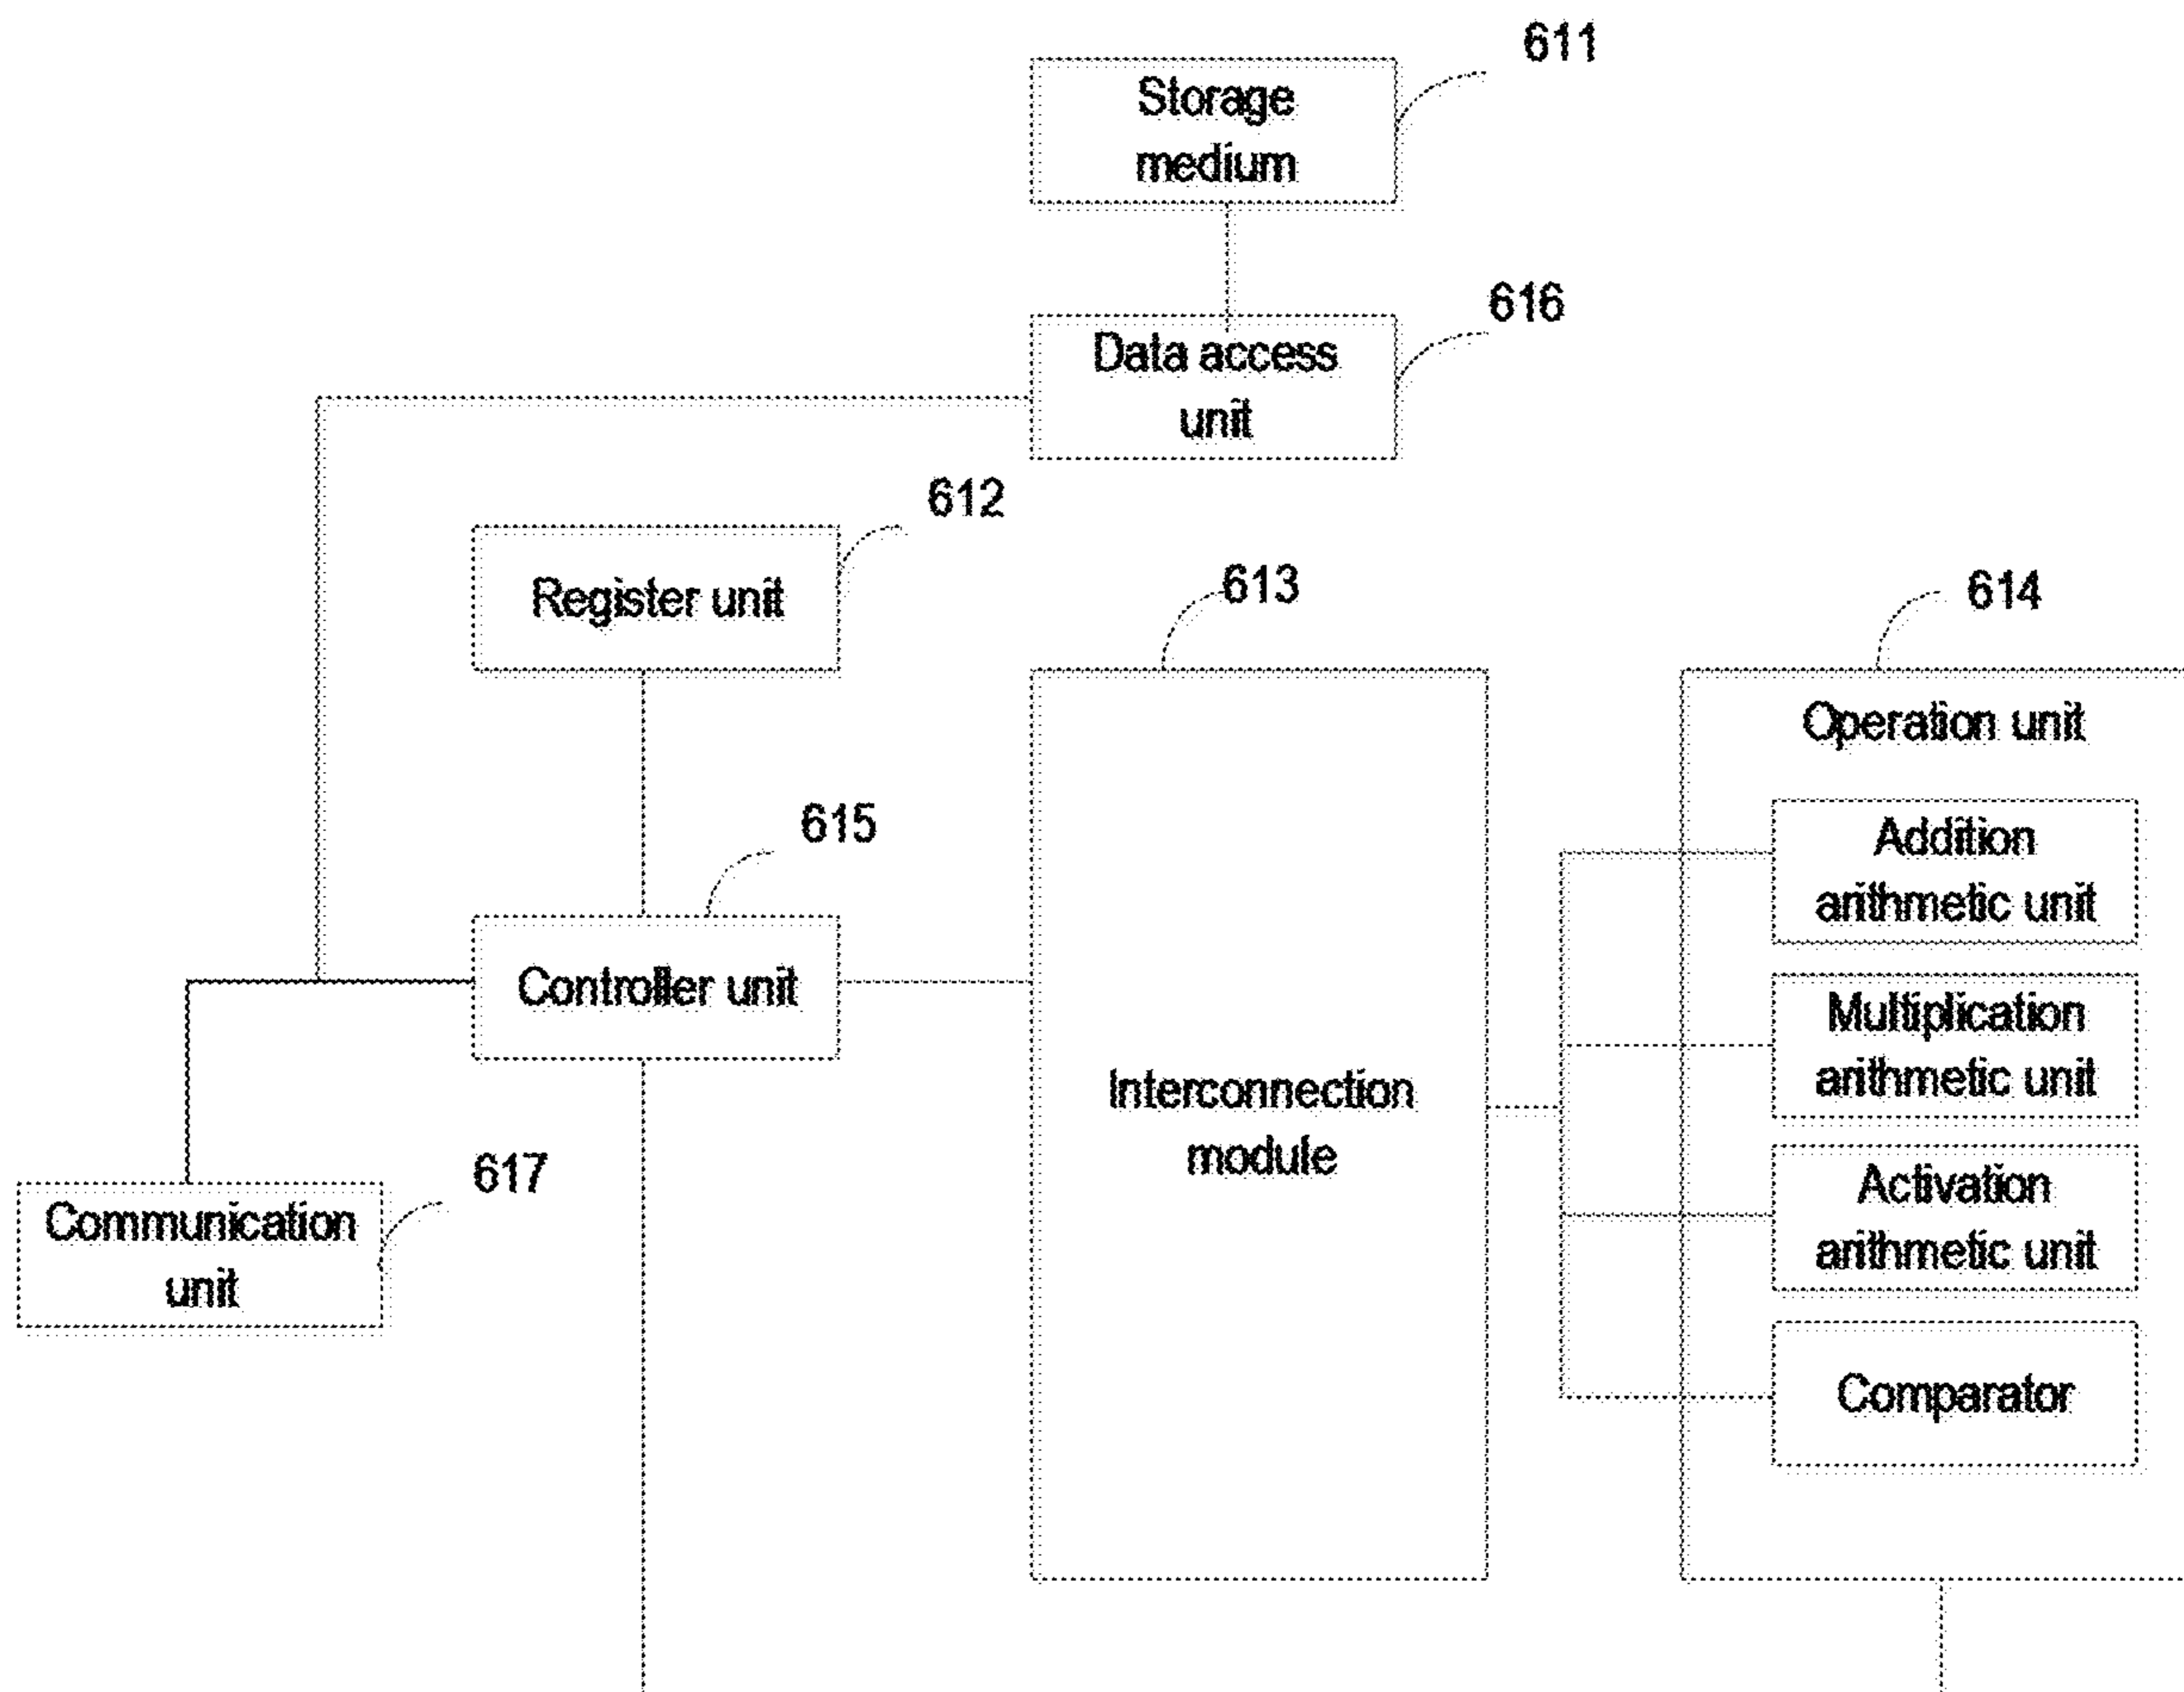 611
Storage
medium
616
Data access
unit
612
Register unit
613
614
Operation unit
615
Addition
arithmetic unit
Controller unit
Multiplication
arithmetic unit
Interconnection
module
617
Activation
arithmetic unit
Communication
unit
Comparator